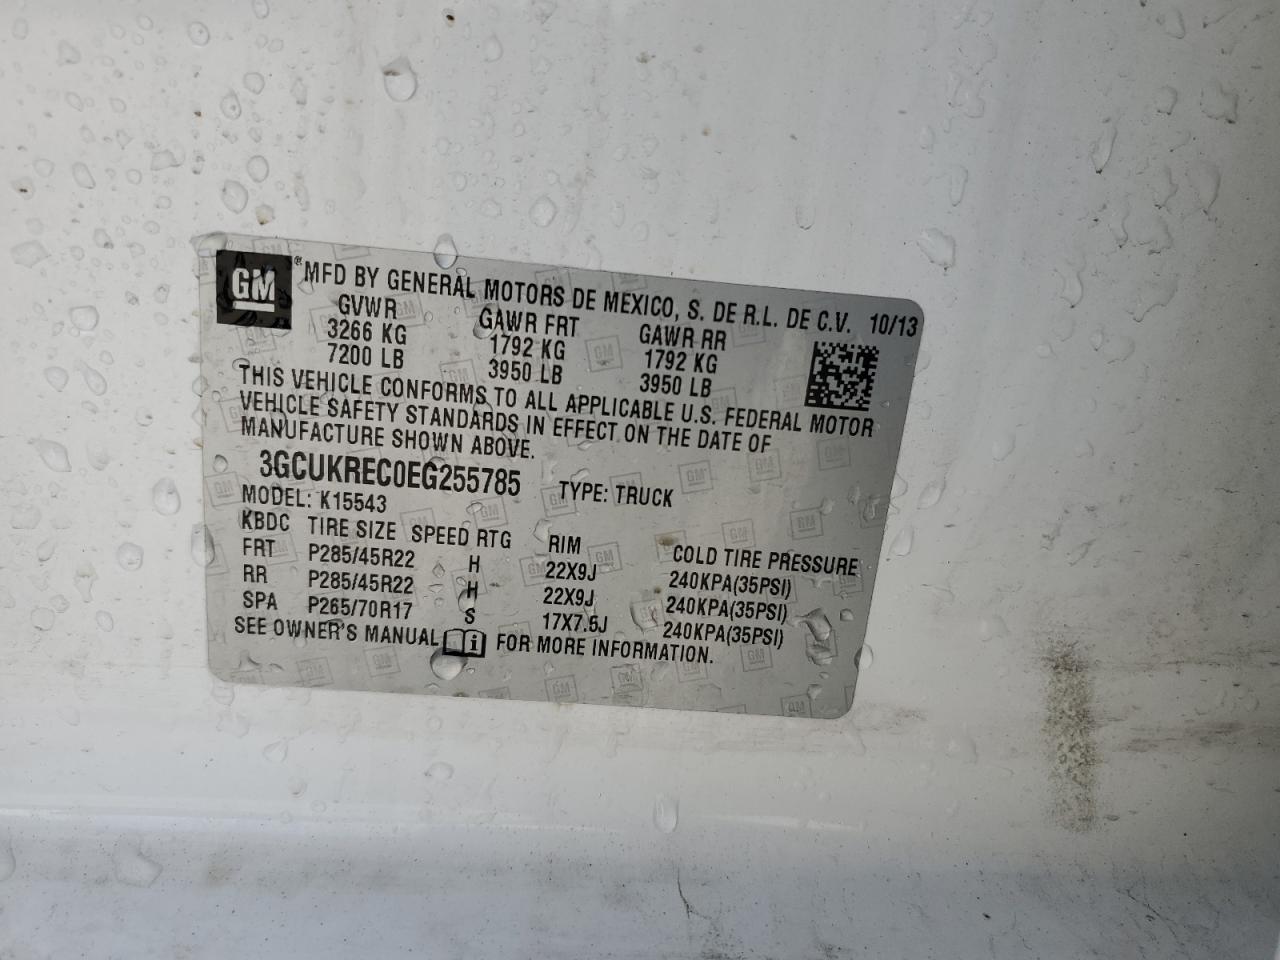 GM ® MFD BY GENERAL MOTORS DE MEXICO, S. DE R.L. DE C.V. 10/13
GVWR GAWR FRT GAWR RR
3266 KG 1792 KG 1792 KG
7200 LB 3950 LB 3950 LB
THIS VEHICLE CONFORMS TO ALL APPLICABLE U.S. FEDERAL MOTOR
VEHICLE SAFETY STANDARDS IN EFFECT ON THE DATE OF
MANUFACTURE SHOWN ABOVE.
3GCUKREC0EG255785 TYPE: TRUCK
MODEL: K15543
KBDC TIRE SIZE SPEED RTG RIM COLD TIRE PRESSURE
FRT P285/45R22 H 22X9J 240KPA(35PSI)
RR P285/45R22 H 22X9J 240KPA(35PSI)
SPA P265/70R17 S 17X7.5J 240KPA(35PSI)
SEE OWNER'S MANUAL i FOR MORE INFORMATION.